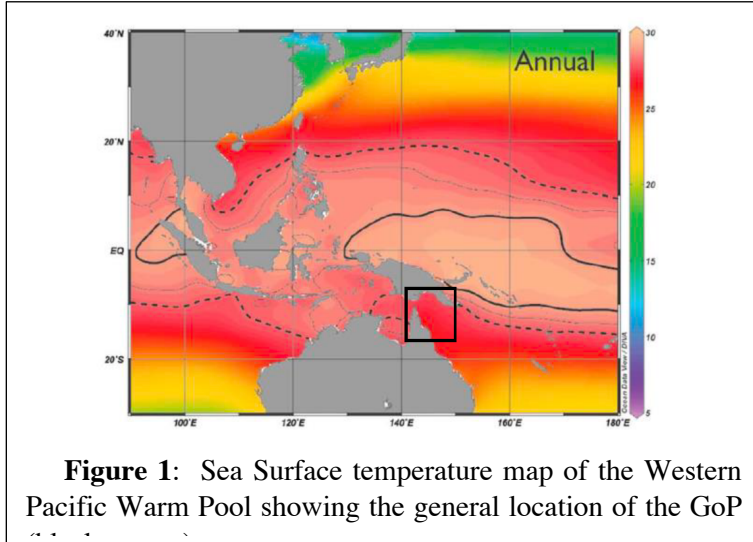 40°N
Annual
30
25
20°N
20
EQ
15
10
20°S
5
Ocean Data View / DIVA
100°E
120°E
140°E
160°E
180°E
Figure 1: Sea Surface temperature map of the Western
Pacific Warm Pool showing the general location of the GoP